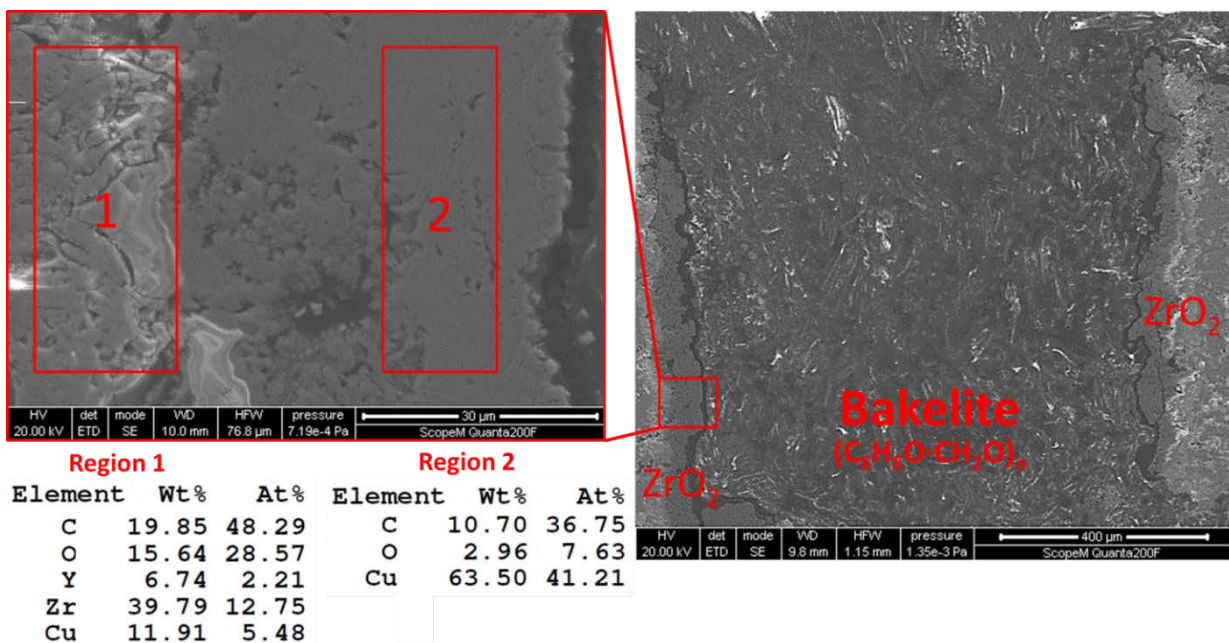 1
2
HV det mode WD HFW pressure 30 µm
20.00 kV ETD SE 10.0 mm 76.8 µm 7.19e-4 Pa ScopeM Quanta200F
ZrO₂
Bakelite
(C₆H₆O·CH₂O)ₙ
ZrO₂
HV det mode WD HFW pressure 400 µm
20.00 kV ETD SE 9.8 mm 1.15 mm 1.35e-3 Pa ScopeM Quanta200F
Region 1
Element Wt% At%
C 19.85 48.29
O 15.64 28.57
Y 6.74 2.21
Zr 39.79 12.75
Cu 11.91 5.48
Region 2
Element Wt% At%
C 10.70 36.75
O 2.96 7.63
Cu 63.50 41.21